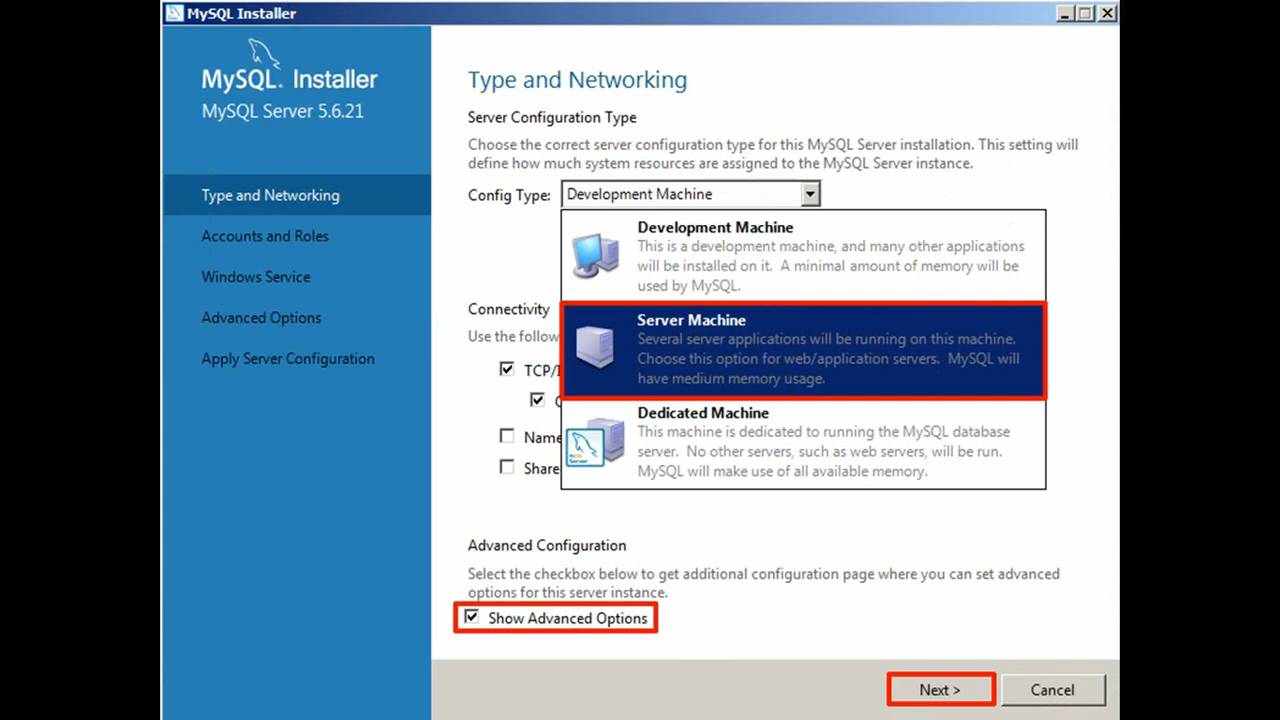 MySQL Installer
MySQL Installer
MySQL Server 5.6.21
Type and Networking
Accounts and Roles
Windows Service
Advanced Options
Apply Server Configuration
Type and Networking
Server Configuration Type
Choose the correct server configuration type for this MySQL Server installation. This setting will
define how much system resources are assigned to the MySQL Server instance.
Config Type: Development Machine
Development Machine
This is a development machine, and many other applications
will be installed on it. A minimal amount of memory will be
used by MySQL.
Server Machine
Several server applications will be running on this machine.
Choose this option for web/application servers. MySQL will
have medium memory usage.
Dedicated Machine
This machine is dedicated to running the MySQL database
server. No other servers, such as web servers, will be run.
MySQL will make use of all available memory.
Connectivity
Use the follow
TCP/I
Name
Share
Advanced Configuration
Select the checkbox below to get additional configuration page where you can set advanced
options for this server instance.
Show Advanced Options
Next >
Cancel